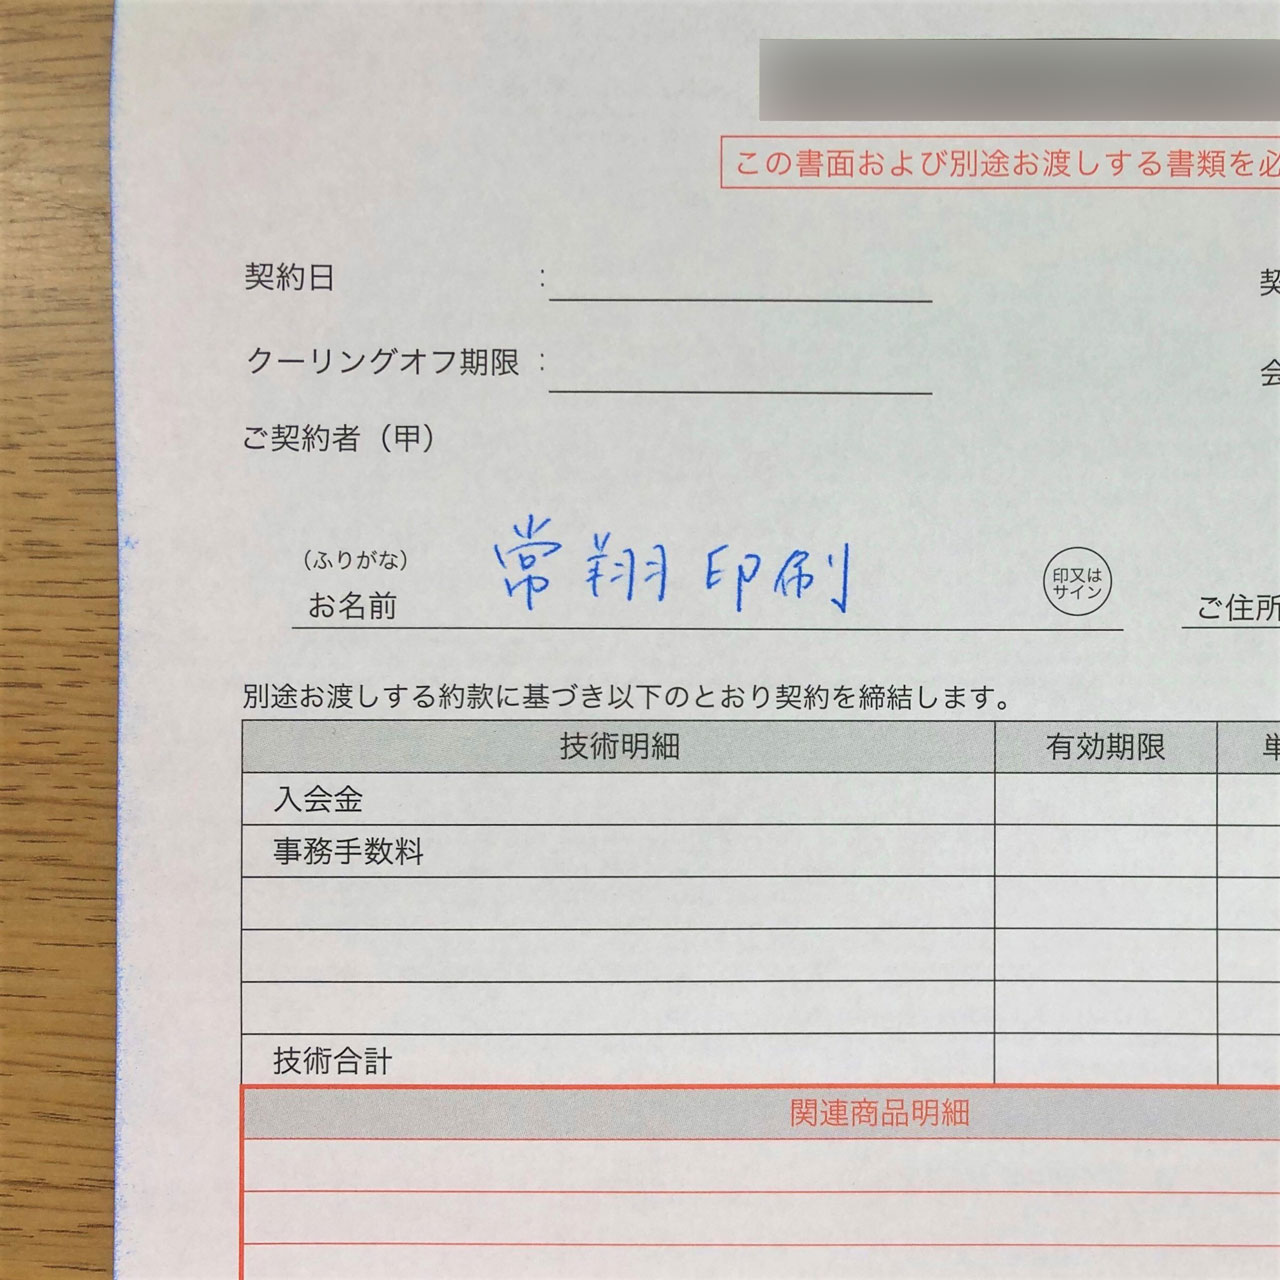 この書面および別途お渡しする書類を必
契約日 :
契
クーリングオフ期限 :
会
ご契約者（甲）
（ふりがな）
お名前 常翔印刷
印又は
サイン
ご住所
別途お渡しする約款に基づき以下のとおり契約を締結します。
技術明細 有効期限 単
入会金
事務手数料
技術合計
関連商品明細